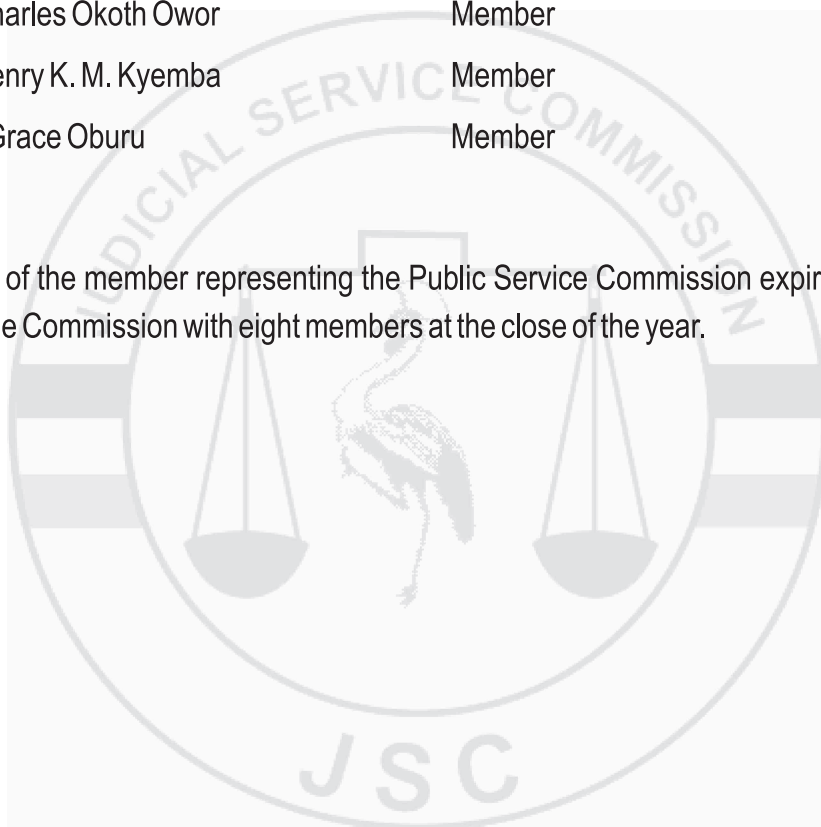 harles Okoth Owor Member
enry K. M. Kyemba Member
Grace Oburu Member
of the member representing the Public Service Commission expir
e Commission with eight members at the close of the year.
JUDICIAL SERVICE COMMISSION
JSC